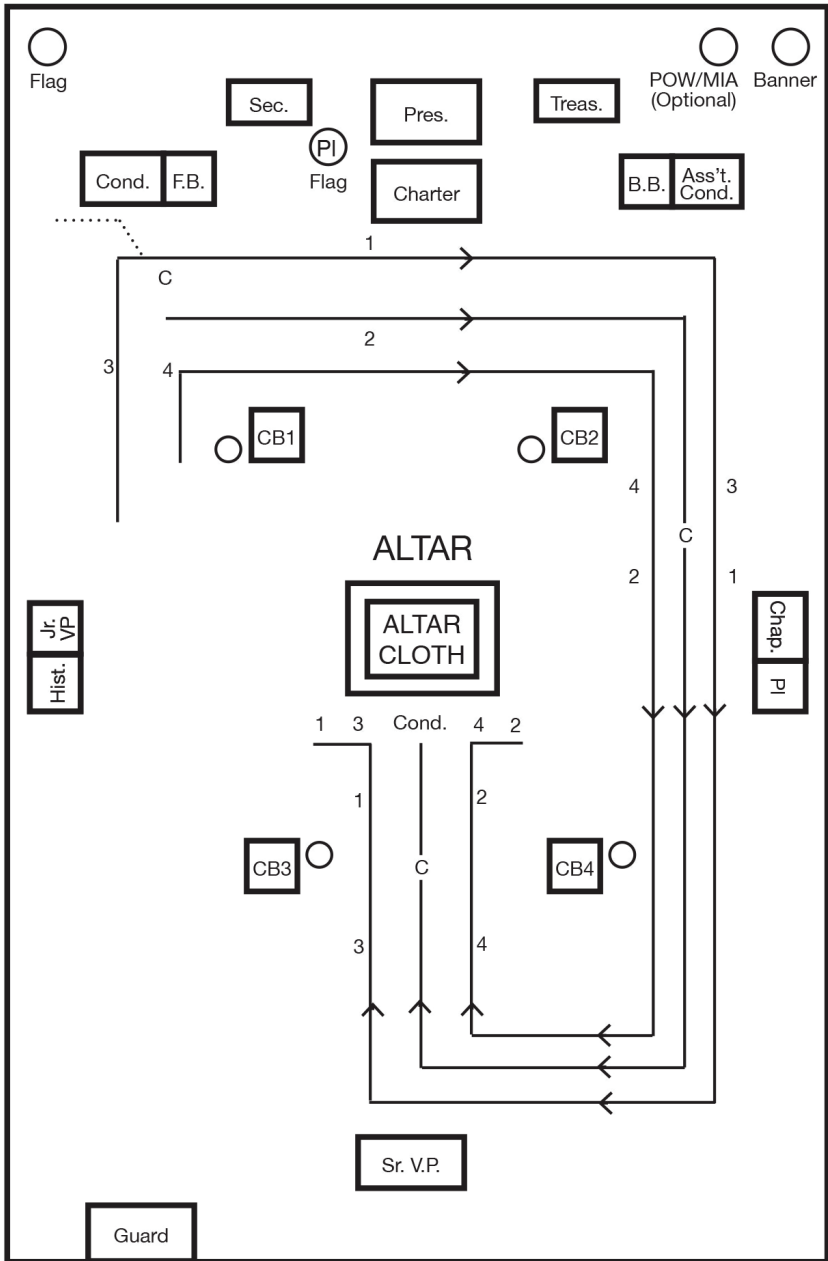 Flag
POW/MIA
(Optional)
Banner
Sec.
Pres.
Treas.
PI
Flag
Cond.
F.B.
Charter
B.B.
Ass't.
Cond.
1
C
2
3
4
CB1
CB2
4
3
C
2
1
ALTAR
ALTAR
CLOTH
Jr.
VP
Hist.
Chap.
PI
1 3 Cond. 4 2
1
2
CB3
C
CB4
3
4
Sr. V.P.
Guard